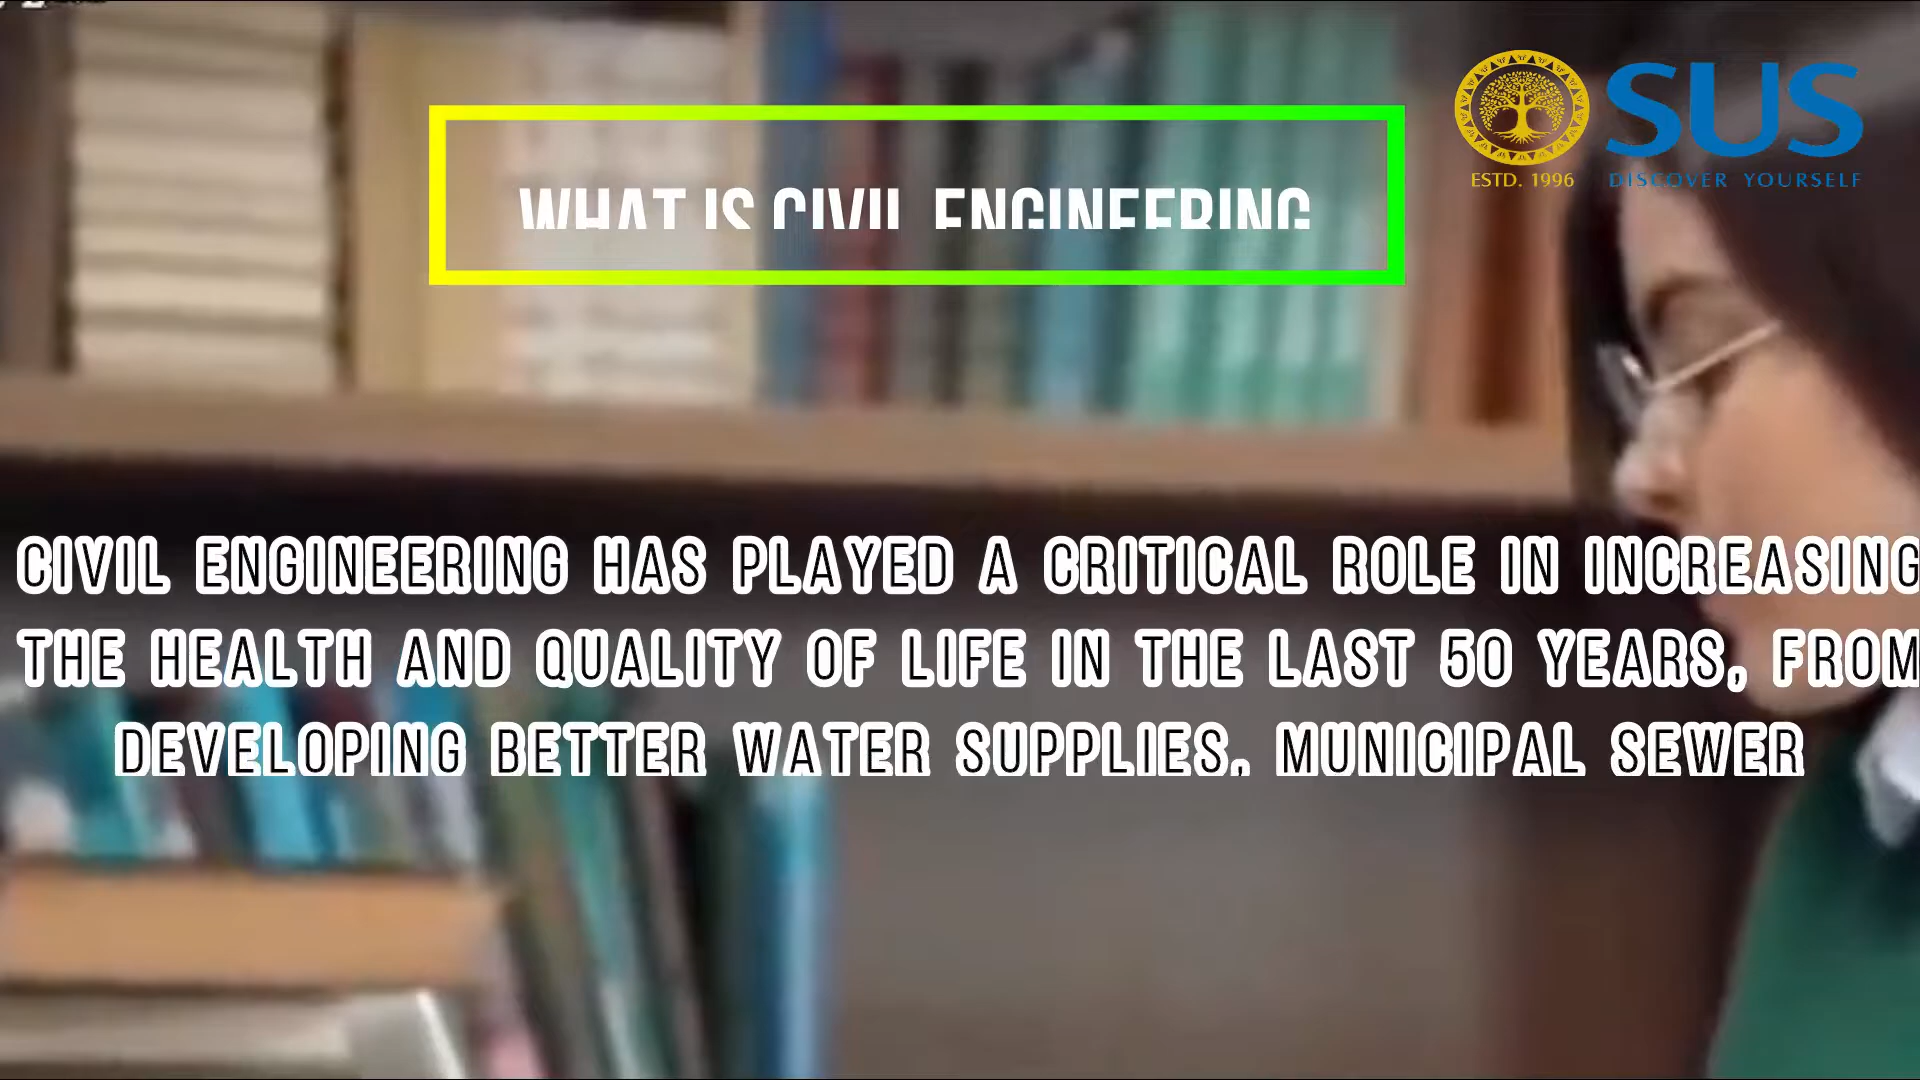 WHAT IS CIVIL ENGINEERING
SUS
ESTD. 1996 DISCOVER YOURSELF
CIVIL ENGINEERING HAS PLAYED A CRITICAL ROLE IN INCREASING
THE HEALTH AND QUALITY OF LIFE IN THE LAST 50 YEARS, FROM
DEVELOPING BETTER WATER SUPPLIES, MUNICIPAL SEWER